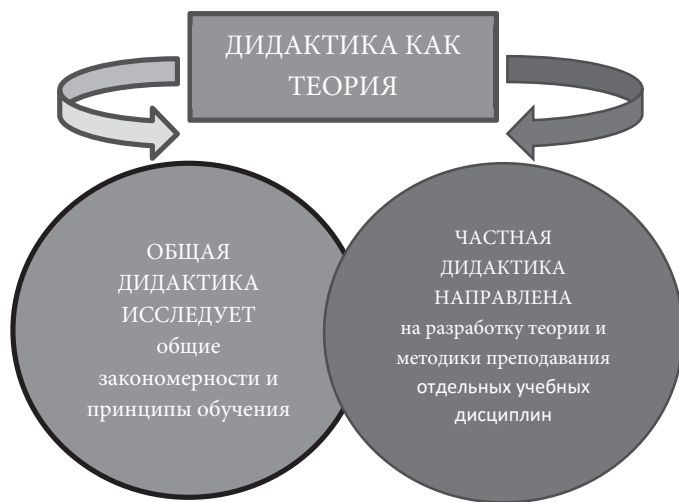 ДИДАКТИКА КАК
ТЕОРИЯ
ОБЩАЯ
ДИДАКТИКА
ИССЛЕДУЕТ
общие
закономерности и
принципы обучения
ЧАСТНАЯ
ДИДАКТИКА
НАПРАВЛЕНА
на разработку теории и
методики преподавания
отдельных учебных
дисциплин